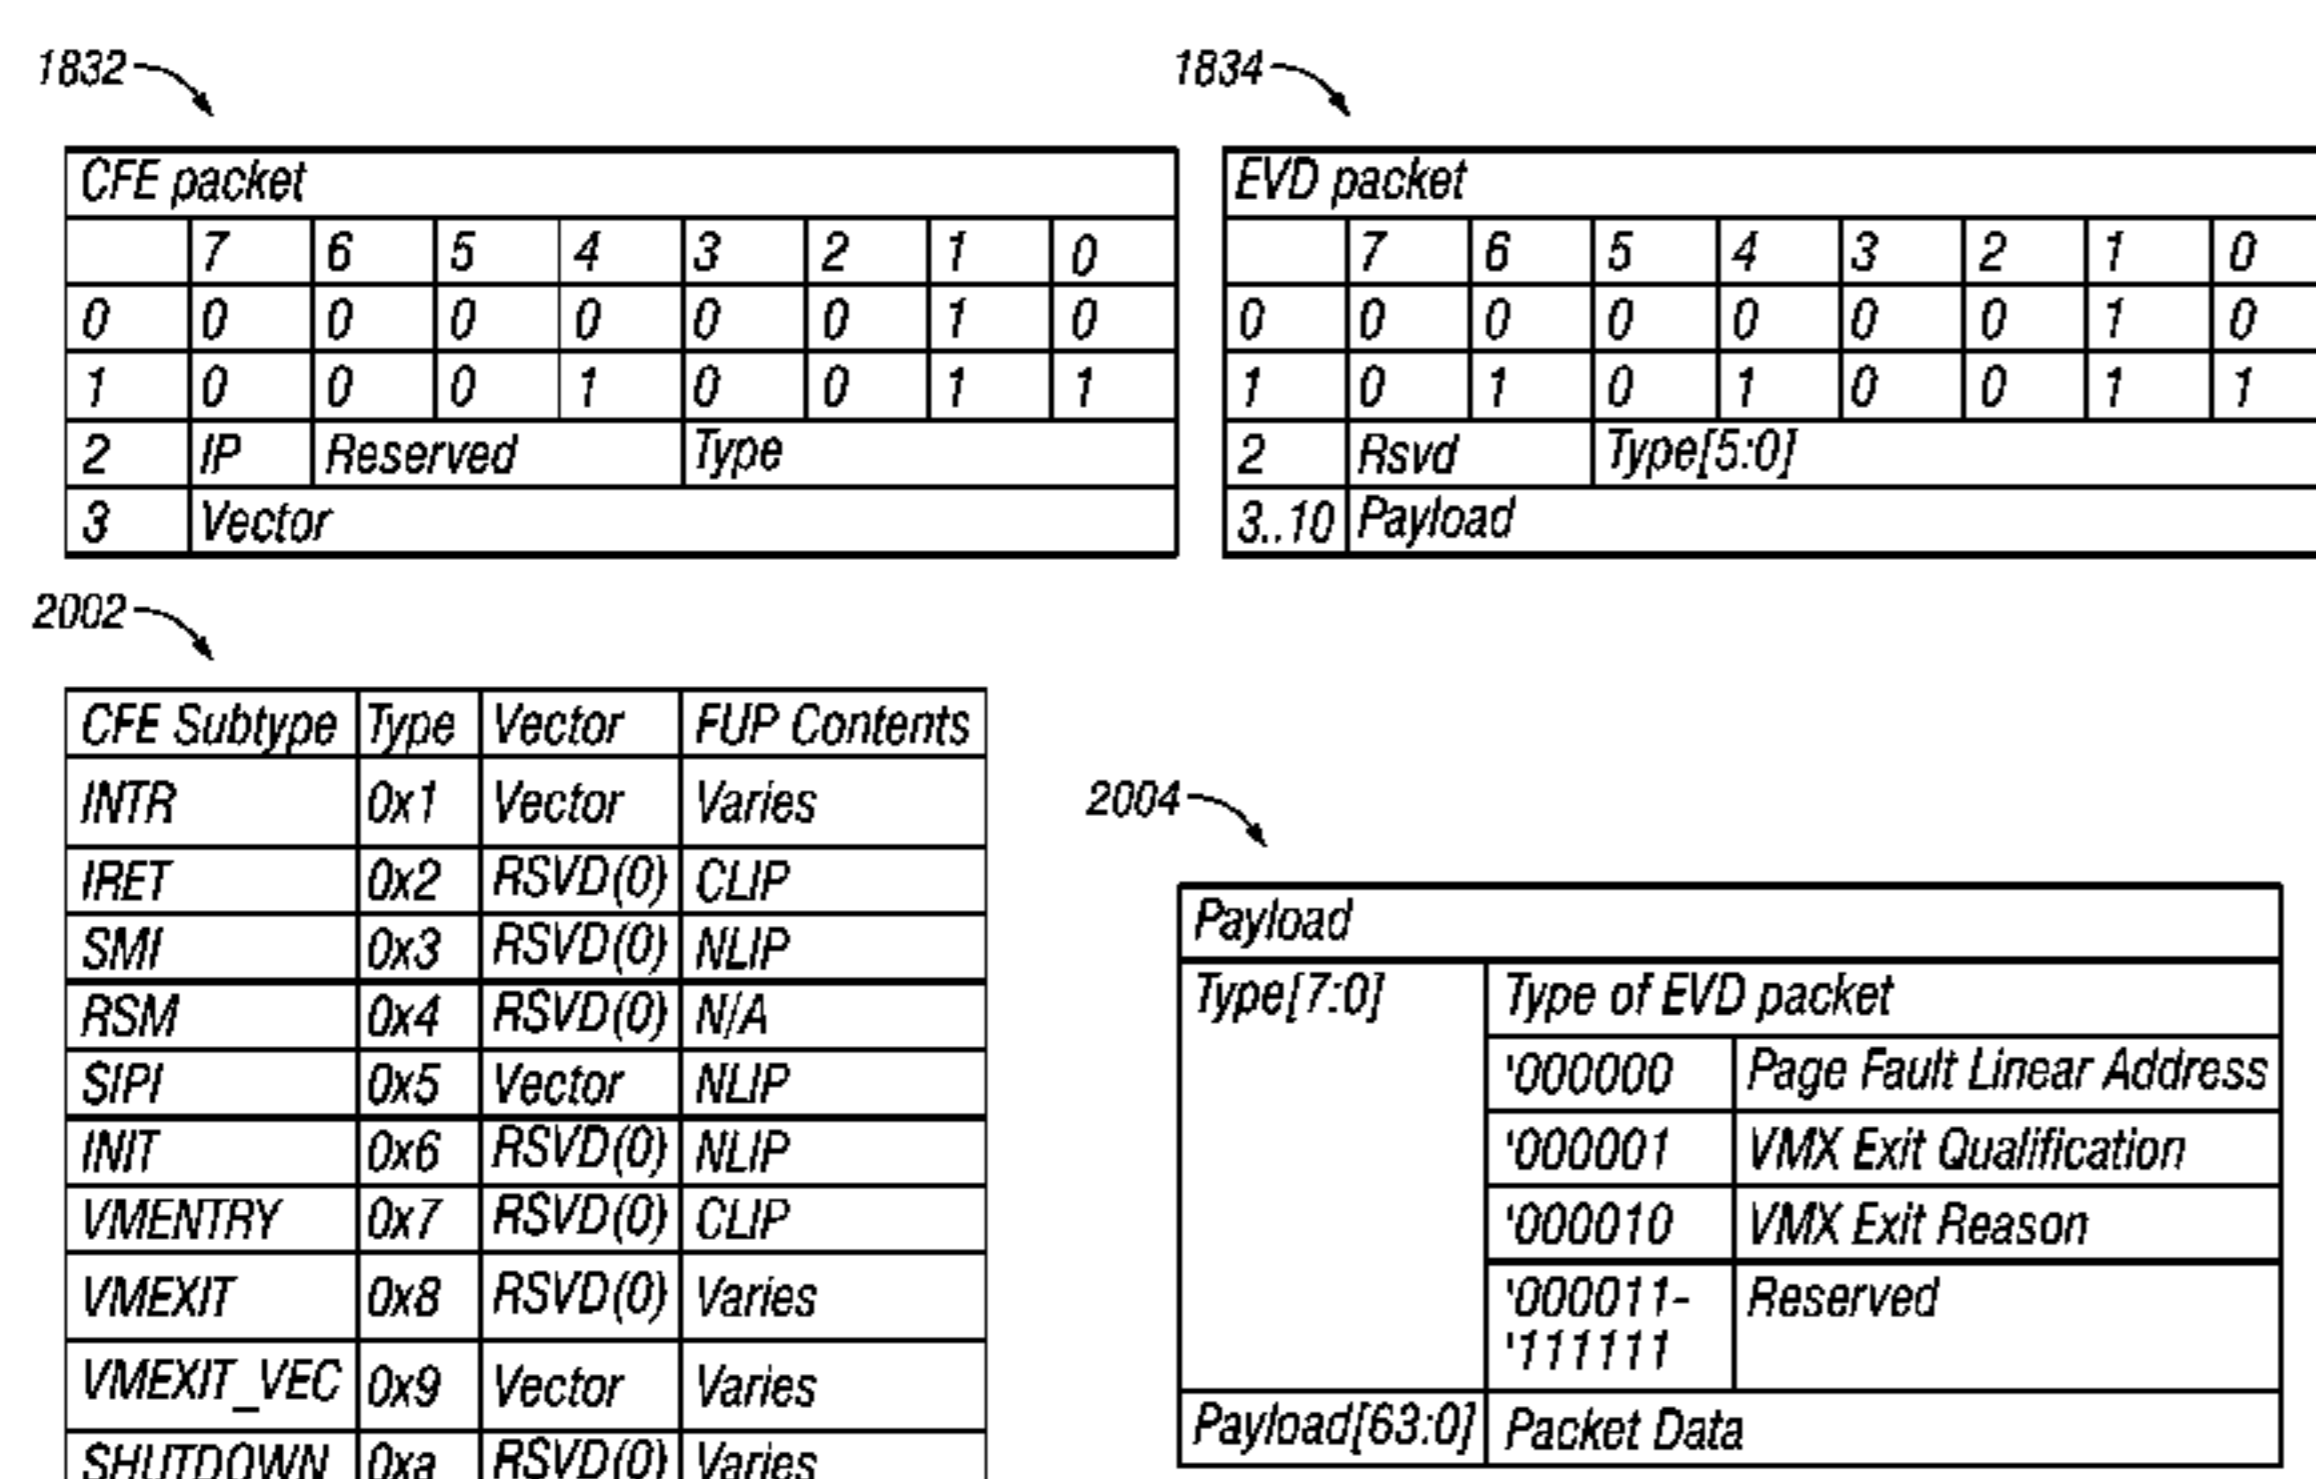 1832
1834
CFE packet
7 6 5 4 3 2 1 0
0 0 0 0 0 0 0 1 0
1 0 0 0 1 0 0 1 1
2 IP Reserved Type
3 Vector
EVD packet
7 6 5 4 3 2 1 0
0 0 0 0 0 0 0 1 0
1 0 1 0 1 0 0 1 1
2 Rsvd Type[5:0]
3..10 Payload
2002
CFE Subtype Type Vector FUP Contents
INTR 0x1 Vector Varies
IRET 0x2 RSVD(0) CLIP
SMI 0x3 RSVD(0) NLIP
RSM 0x4 RSVD(0) N/A
SIPI 0x5 Vector NLIP
INIT 0x6 RSVD(0) NLIP
VMENTRY 0x7 RSVD(0) CLIP
VMEXIT 0x8 RSVD(0) Varies
VMEXIT_VEC 0x9 Vector Varies
SHUTDOWN 0xa RSVD(0) Varies
2004
Payload
Type[7:0] Type of EVD packet
'000000 Page Fault Linear Address
'000001 VMX Exit Qualification
'000010 VMX Exit Reason
'000011- Reserved
'111111
Payload[63:0] Packet Data